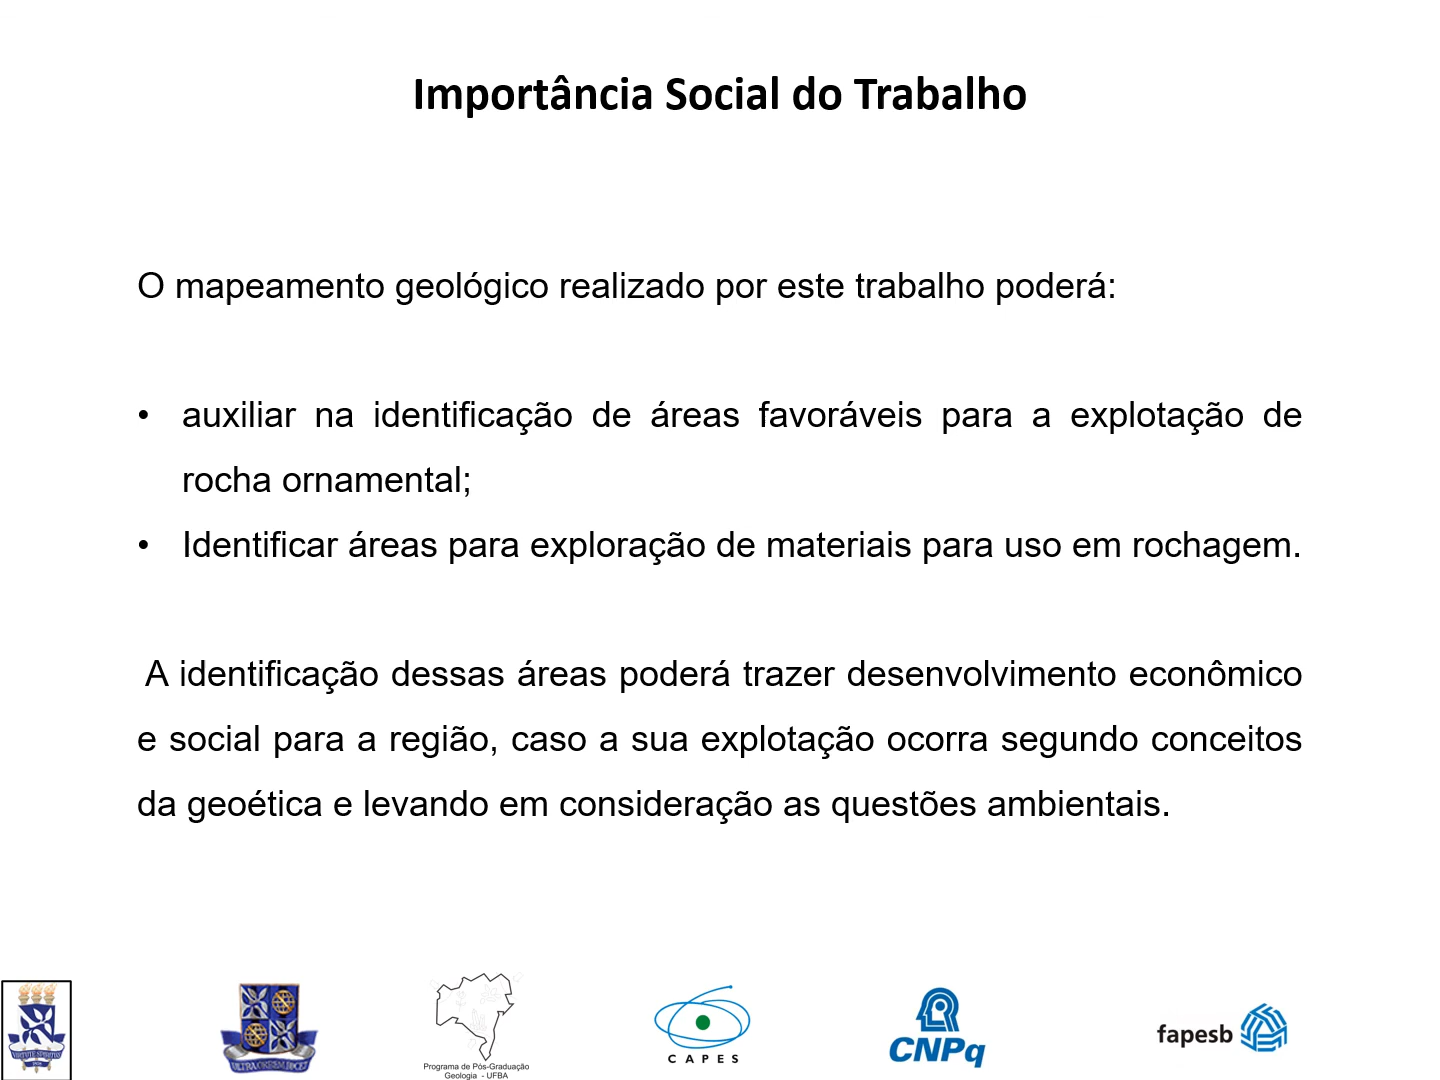 Importância Social do Trabalho
O mapeamento geológico realizado por este trabalho poderá:
• auxiliar na identificação de áreas favoráveis para a explotação de
rocha ornamental;
• Identificar áreas para exploração de materiais para uso em rochagem.
A identificação dessas áreas poderá trazer desenvolvimento econômico
e social para a região, caso a sua explotação ocorra segundo conceitos
da geoética e levando em consideração as questões ambientais.
Programa de Pós-Graduação
Geologia - UFBA
CAPES
CNPq
fapesb